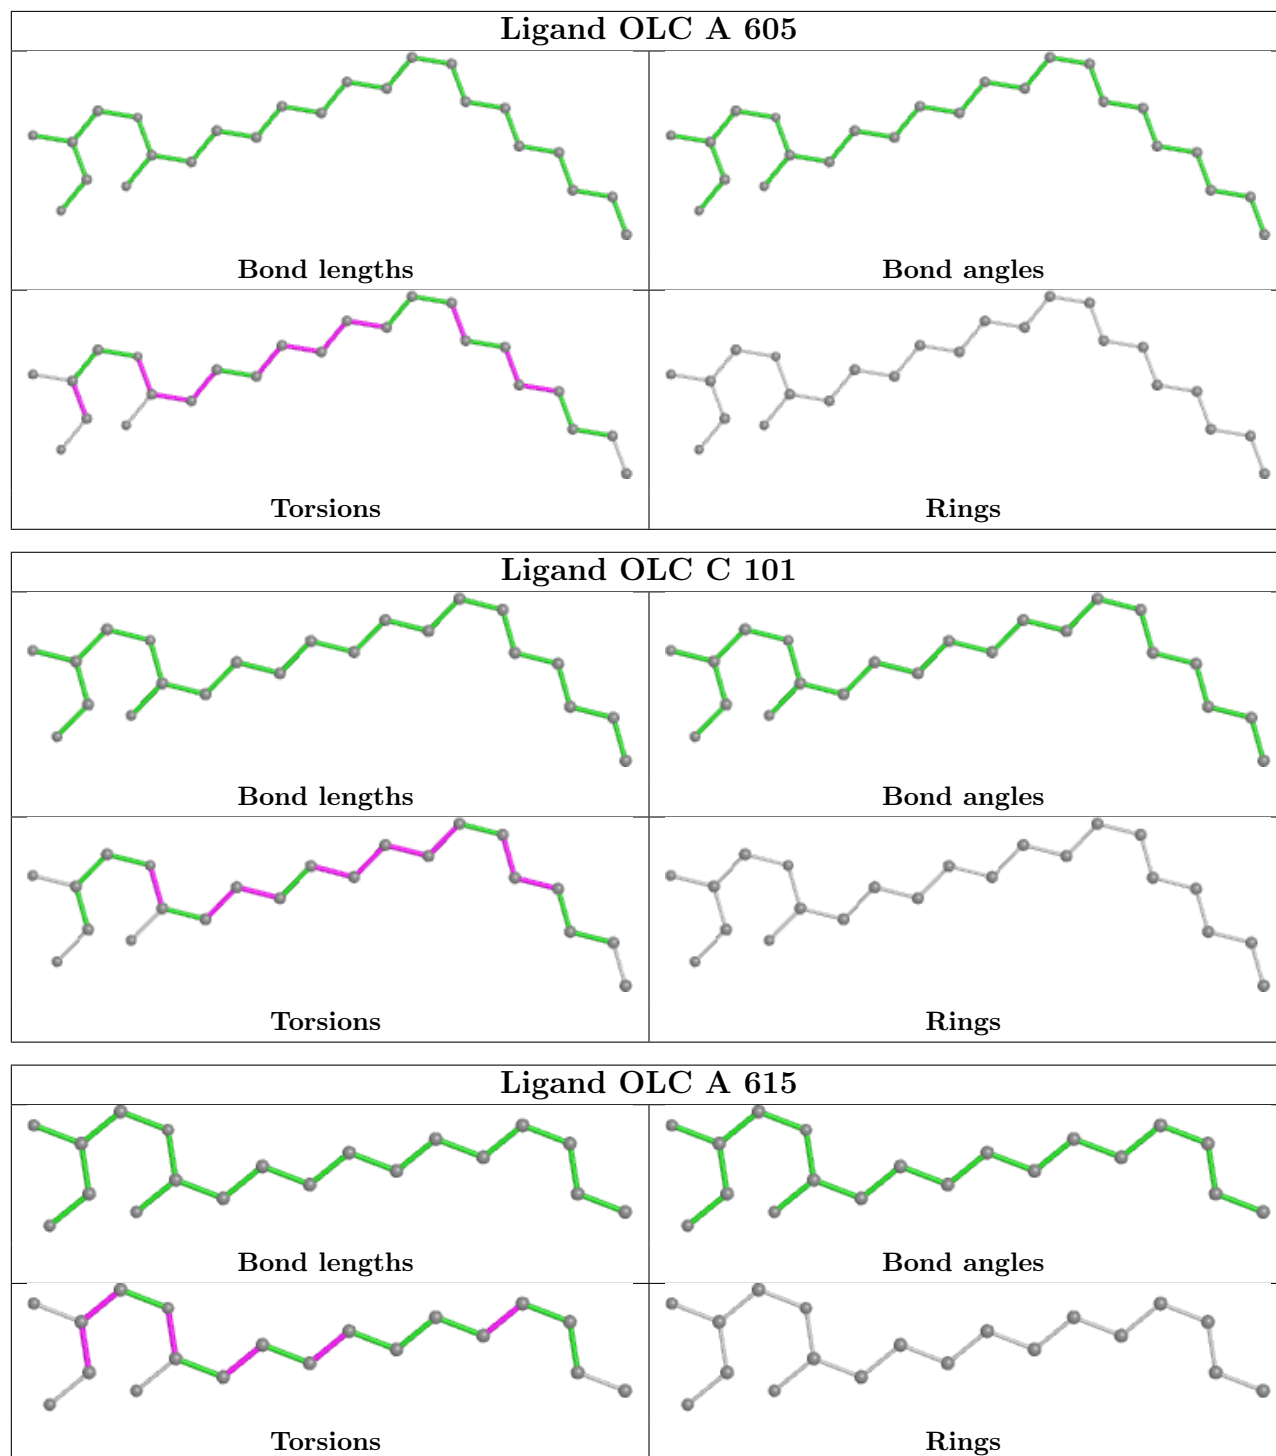 Ligand OLC A 605
Bond lengths
Bond angles
Torsions
Rings
Ligand OLC C 101
Bond lengths
Bond angles
Torsions
Rings
Ligand OLC A 615
Bond lengths
Bond angles
Torsions
Rings